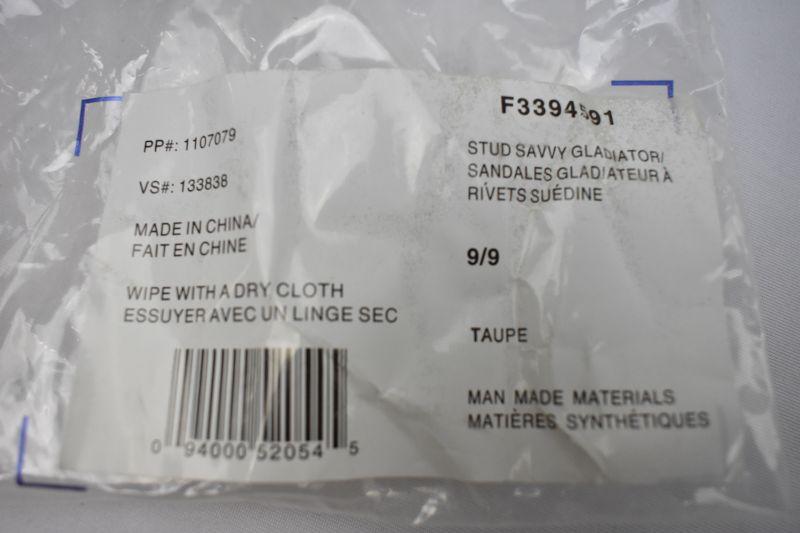 PP#: 1107079
VS#: 133838
MADE IN CHINA/
FAIT EN CHINE
WIPE WITH A DRY CLOTH
ESSUYER AVEC UN LINGE SEC
0 94000 52054 5
F3394591
STUD SAVVY GLADIATOR/
SANDALES GLADIATEUR À
RIVETS SUÉDINE
9/9
TAUPE
MAN MADE MATERIALS
MATIÈRES SYNTHÉTIQUES